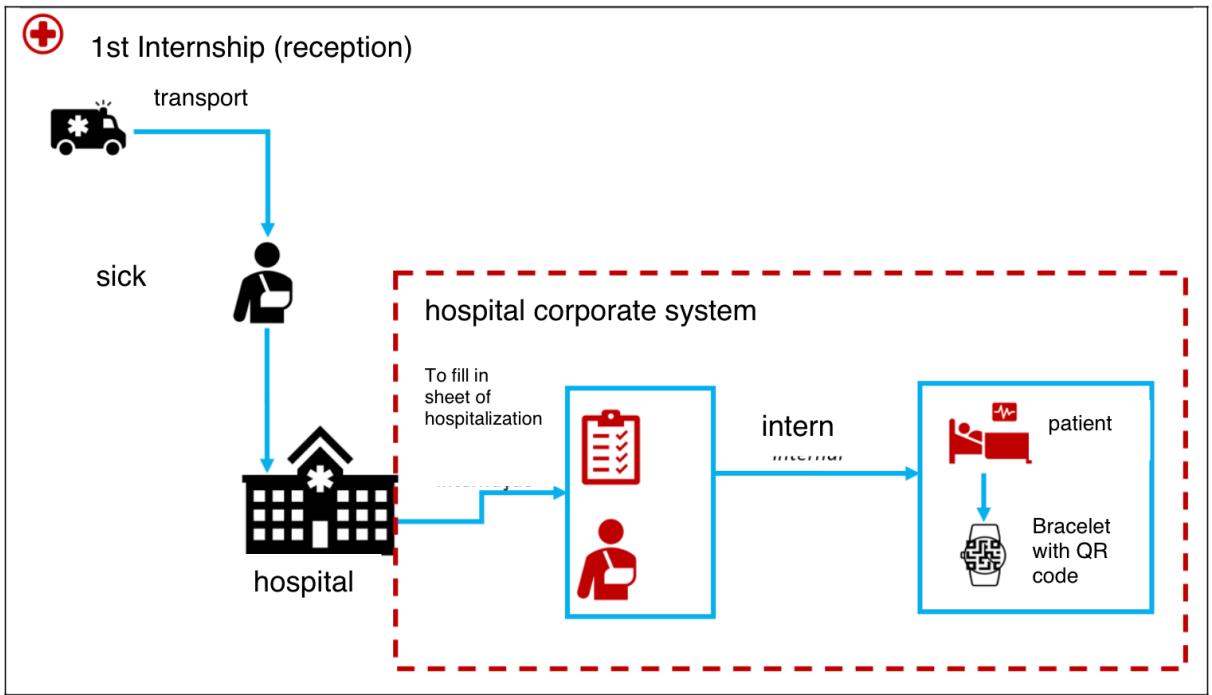 1st Internship (reception)
transport
sick
hospital corporate system
To fill in
sheet of
hospitalization
intern
patient
Bracelet
with QR
code
hospital